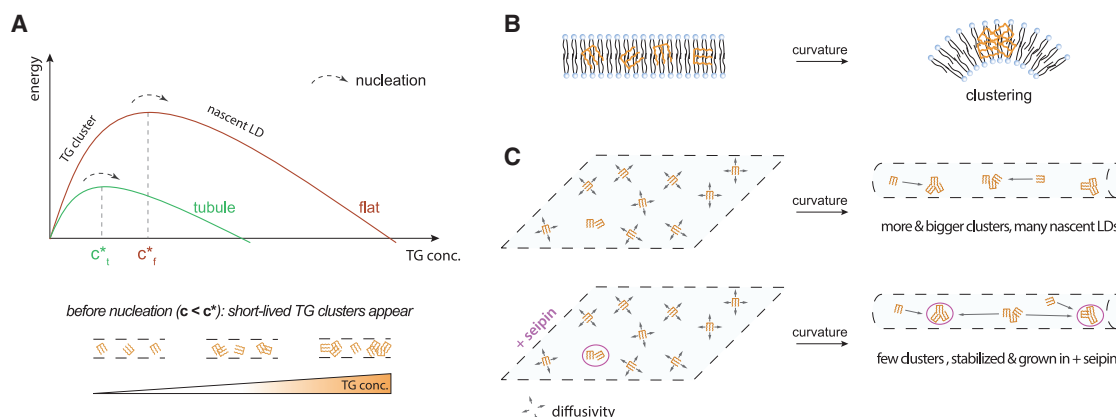 A
energy
nucleation
TG cluster
nascent LD
tubule
flat
c*t
c*f
TG conc.
before nucleation (c < c*): short-lived TG clusters appear
TG conc.
B
curvature
clustering
C
curvature
more & bigger clusters, many nascent LDs
+ seipin
curvature
few clusters , stabilized & grown in + seipin
diffusivity